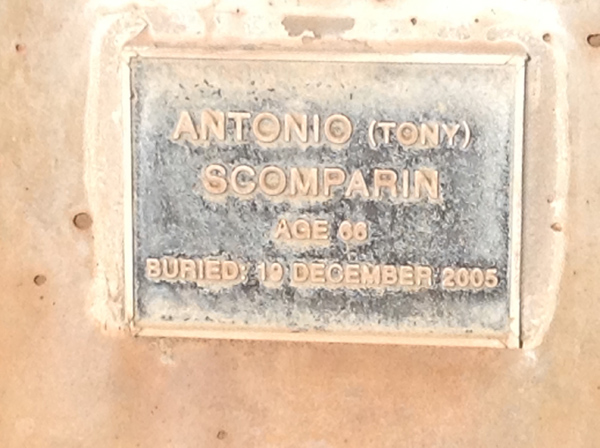 ANTONIO (TONY)
SCOMPARIN
AGE 66
BURIED: 19 DECEMBER 2005